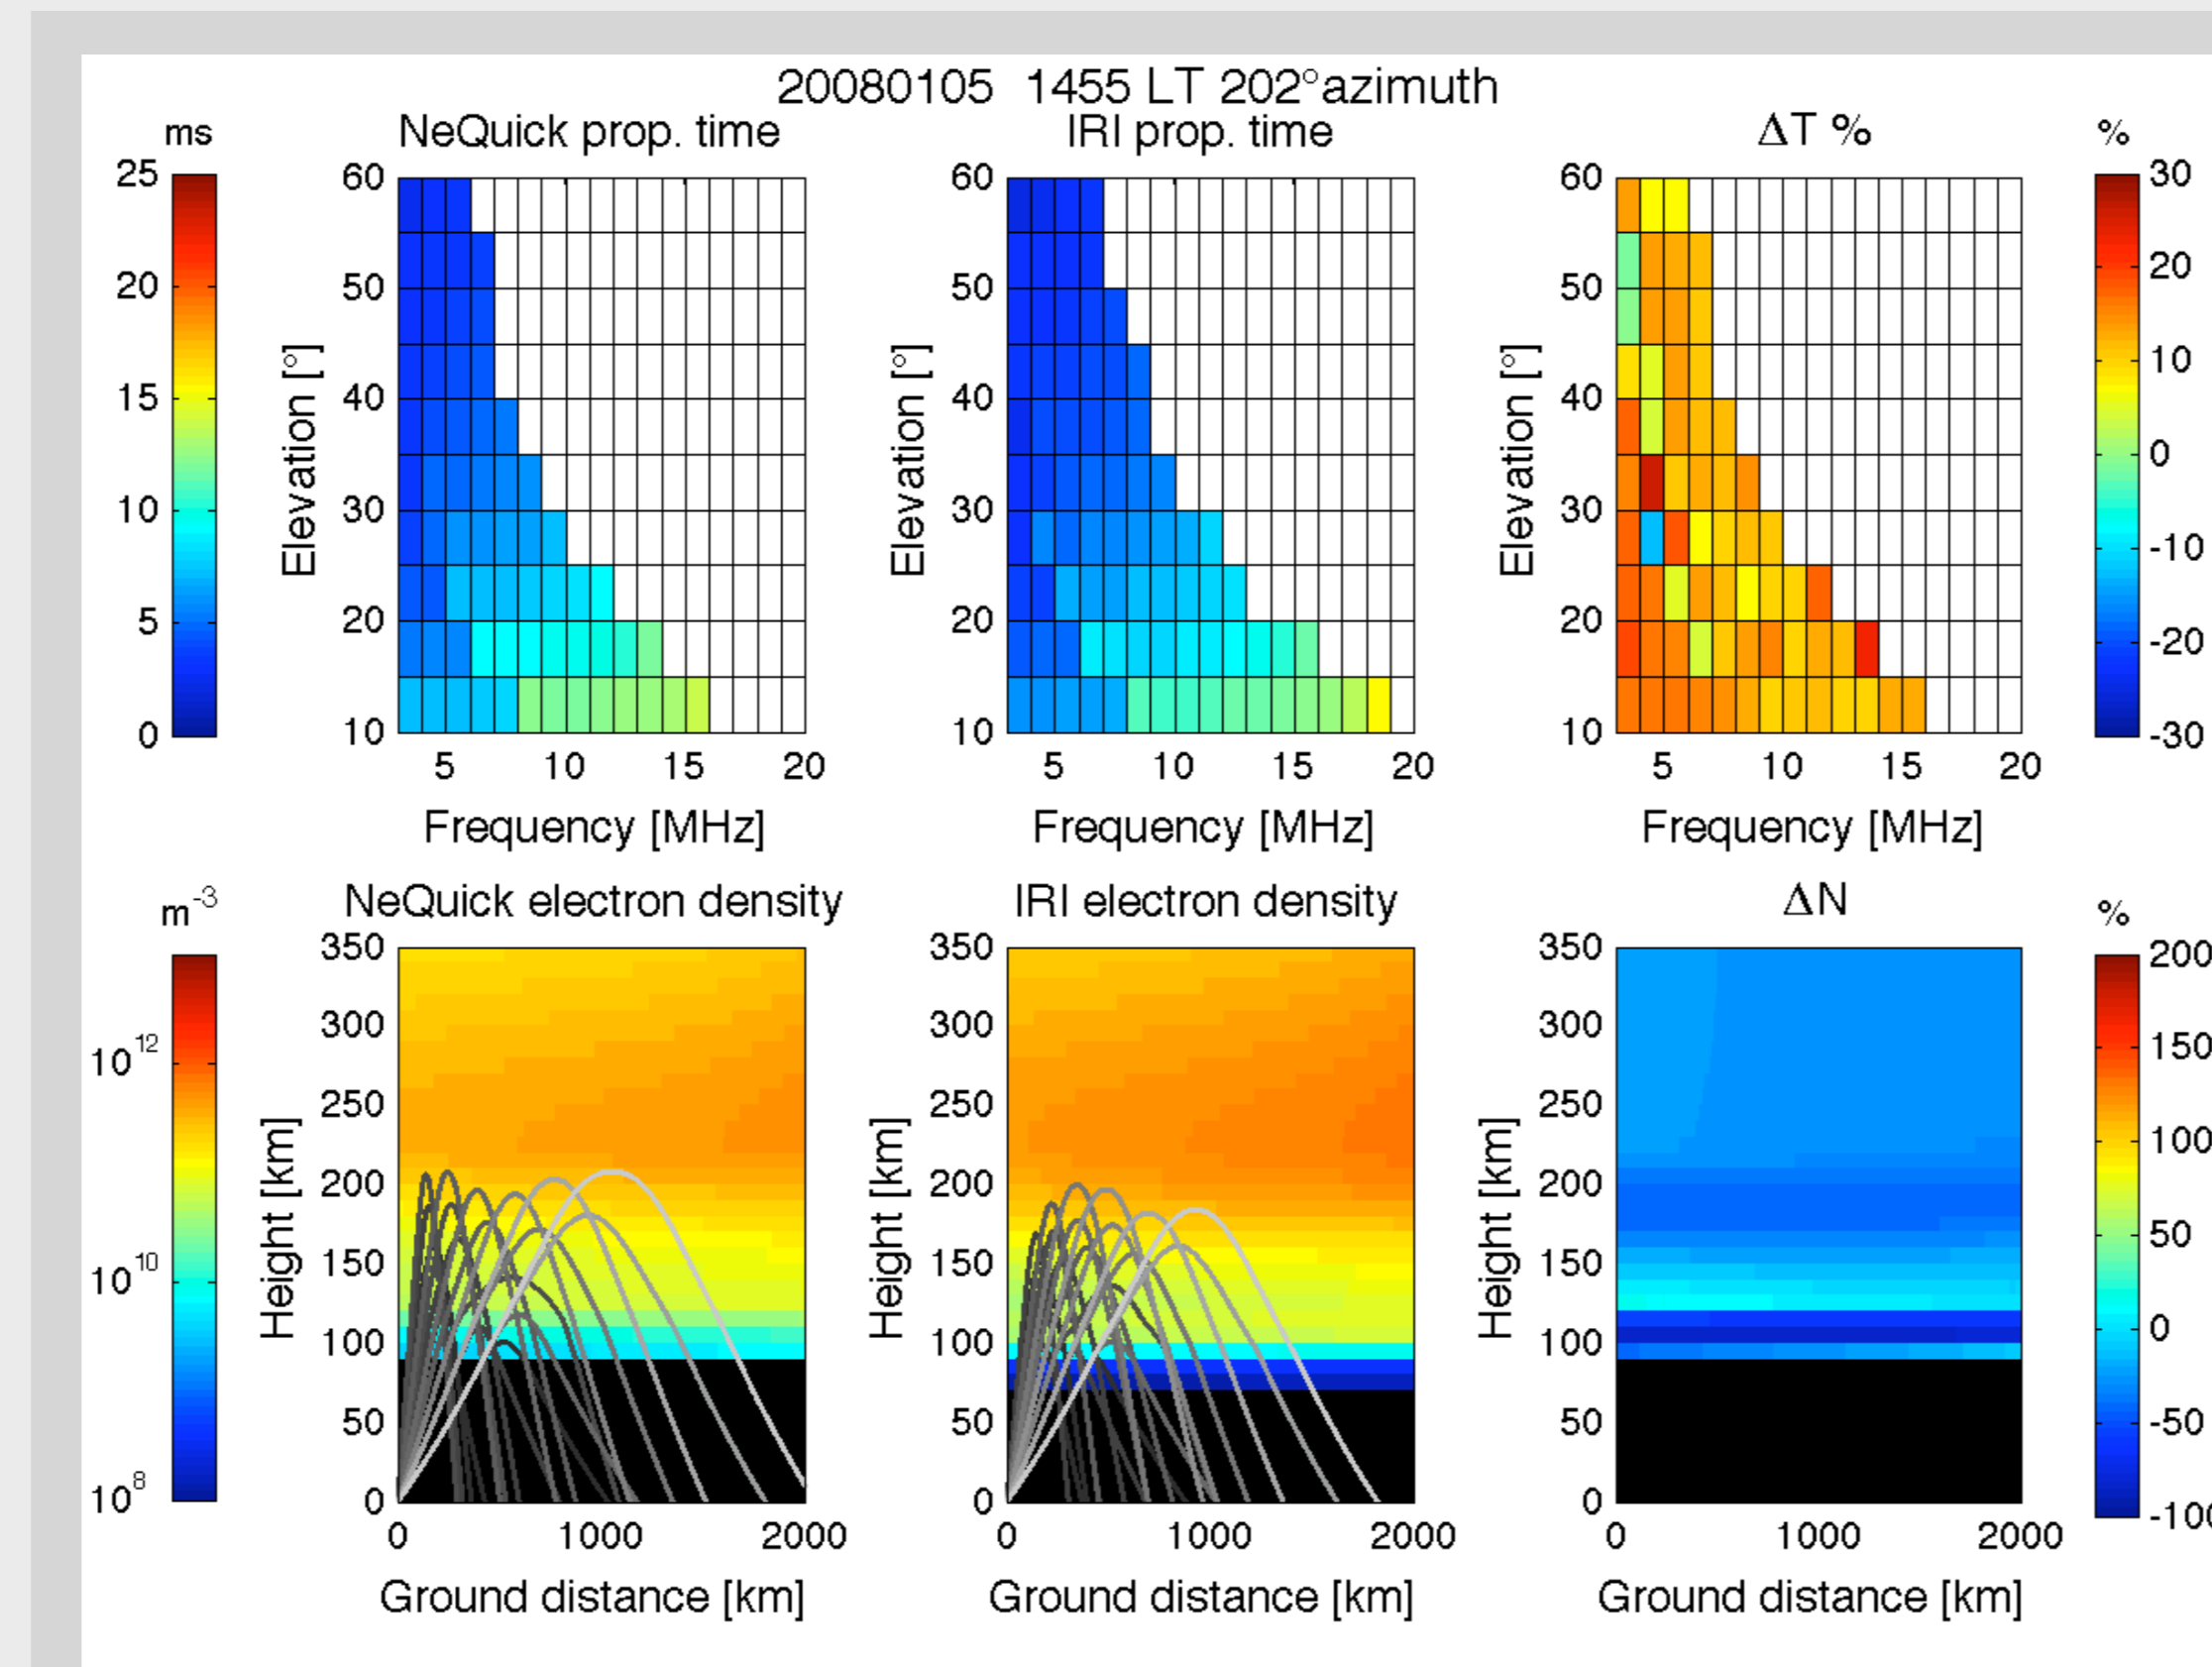 20080105 1455 LT 202°azimuth
ms NeQuick prop. time IRI prop. time ΔT % %
25 60 60 60 30
20 50 50 50 20
15 40 40 40 10
10 30 30 30 0
5 20 20 20 -10
0 10 10 10 -20
-30
Elevation [°] Elevation [°] Elevation [°]
5 10 15 20 5 10 15 20 5 10 15 20
Frequency [MHz] Frequency [MHz] Frequency [MHz]
m-3 NeQuick electron density IRI electron density ΔN %
10^12 350 350 350 200
10^10 300 300 300 150
10^8 250 250 250 100
200 200 200 50
150 150 150 0
100 100 100 -50
50 50 50
0 0 0
Height [km] Height [km] Height [km]
0 1000 2000 0 1000 2000 0 1000 2000
Ground distance [km] Ground distance [km] Ground distance [km]